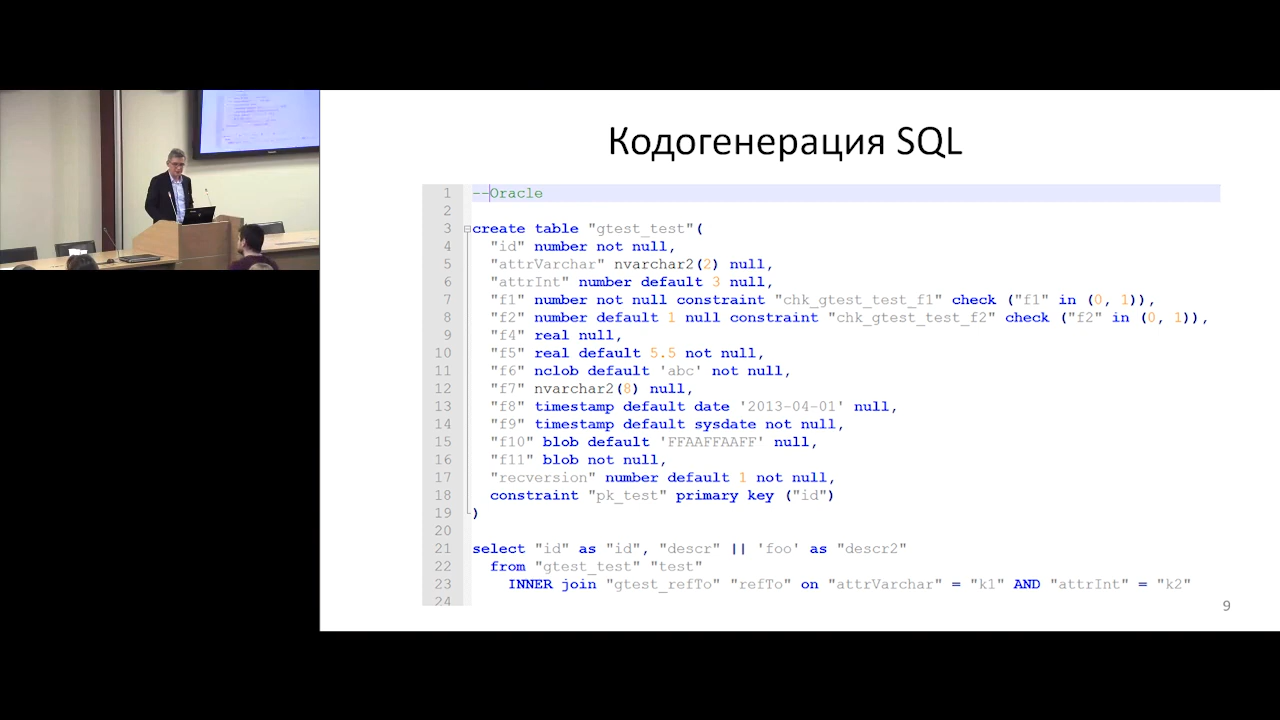 Кодогенерация SQL
1 --Oracle
2
3 create table "gtest_test"(
4 "id" number not null,
5 "attrVarchar" nvarchar2(2) null,
6 "attrInt" number default 3 null,
7 "f1" number not null constraint "chk_gtest_test_f1" check ("f1" in (0, 1)),
8 "f2" number default 1 null constraint "chk_gtest_test_f2" check ("f2" in (0, 1)),
9 "f4" real null,
10 "f5" real default 5.5 not null,
11 "f6" nclob default 'abc' not null,
12 "f7" nvarchar2(8) null,
13 "f8" timestamp default date '2013-04-01' null,
14 "f9" timestamp default sysdate not null,
15 "f10" blob default 'FFAAFFAAFF' null,
16 "f11" blob not null,
17 "recversion" number default 1 not null,
18 constraint "pk_test" primary key ("id")
19 )
20
21 select "id" as "id", "descr" || 'foo' as "descr2"
22 from "gtest_test" "test"
23 INNER join "gtest_refTo" "refTo" on "attrVarchar" = "k1" AND "attrInt" = "k2"
24
9